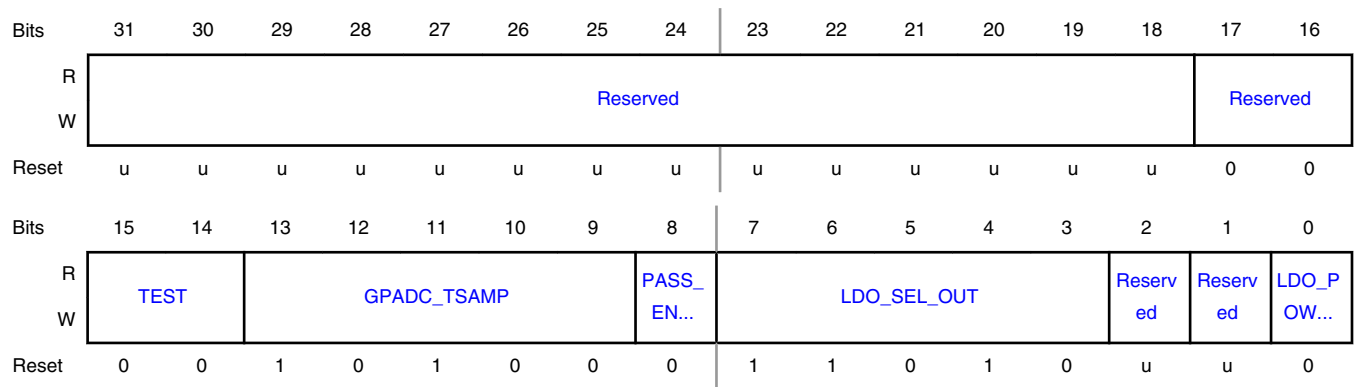 Bits 31 30 29 28 27 26 25 24 23 22 21 20 19 18 17 16
R
Reserved Reserved
W
Reset u u u u u u u u u u u u u u 0 0
Bits 15 14 13 12 11 10 9 8 7 6 5 4 3 2 1 0
R PASS_ Reserv Reserv LDO_P
TEST GPADC_TSAMP LDO_SEL_OUT
W EN... ed ed OW...
Reset 0 0 1 0 1 0 0 0 1 1 0 1 0 u u 0